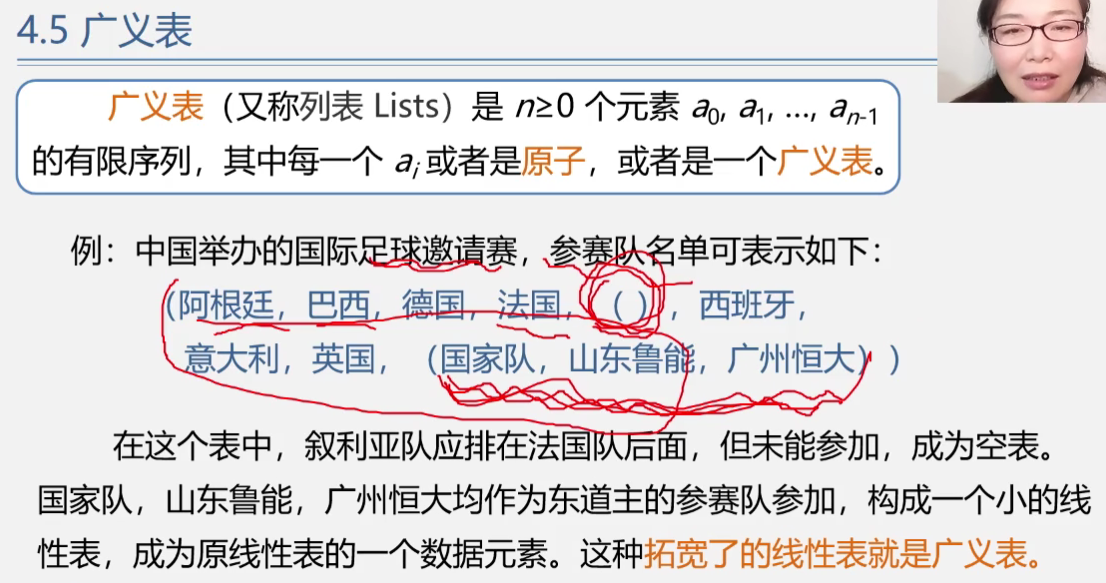 4.5 广义表
广义表（又称列表 Lists）是 n≥0 个元素 a0, a1, …, an-1
的有限序列，其中每一个 ai 或者是原子，或者是一个广义表。
例：中国举办的国际足球邀请赛，参赛队名单可表示如下：
（阿根廷，巴西，德国，法国，（ ），西班牙，
意大利，英国，（国家队，山东鲁能，广州恒大））
在这个表中，叙利亚队应排在法国队后面，但未能参加，成为空表。
国家队，山东鲁能，广州恒大均作为东道主的参赛队参加，构成一个小的线
性表，成为原线性表的一个数据元素。这种拓宽了的线性表就是广义表。